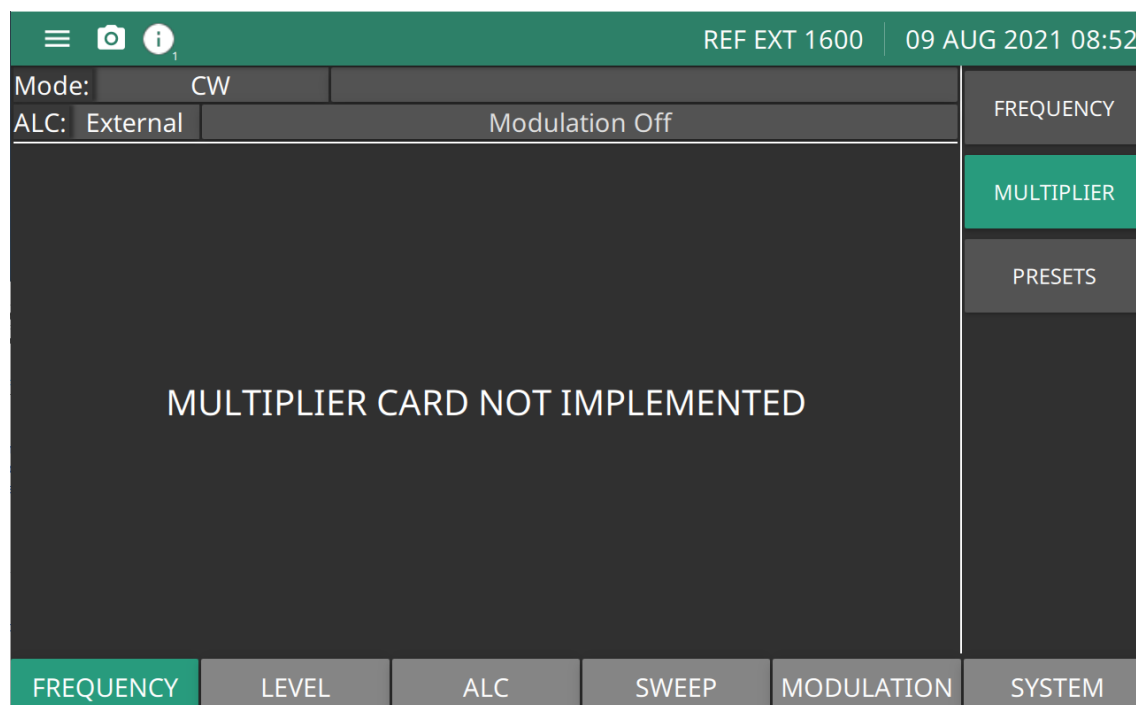 i 1 REF EXT 1600 09 AUG 2021 08:52
Mode: CW
ALC: External Modulation Off
FREQUENCY
MULTIPLIER
PRESETS
MULTIPLIER CARD NOT IMPLEMENTED
FREQUENCY LEVEL ALC SWEEP MODULATION SYSTEM